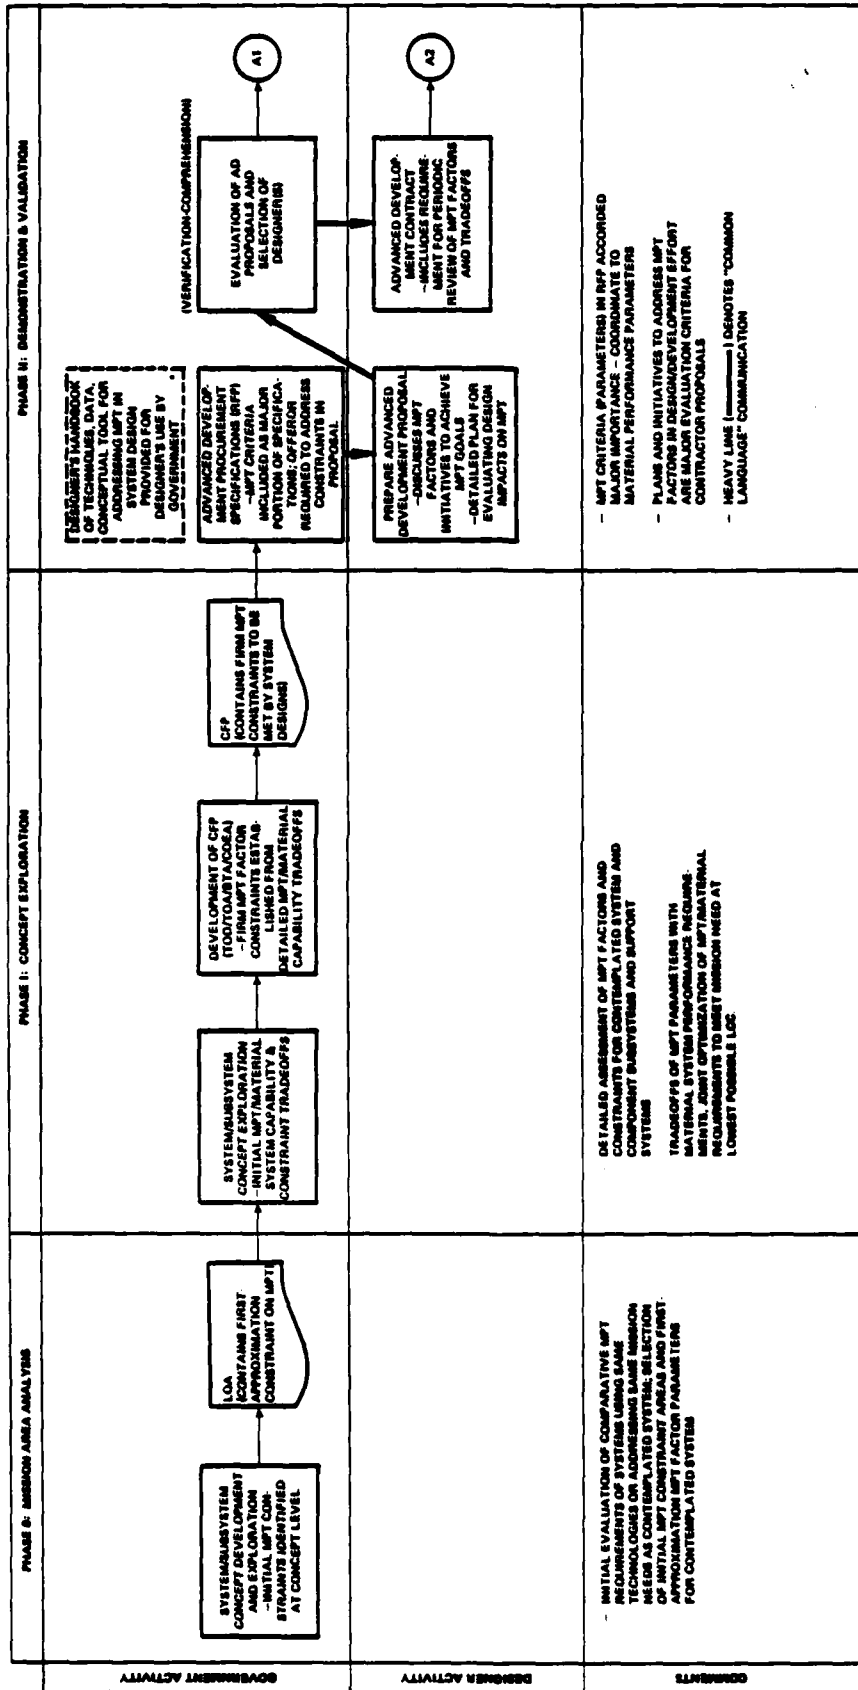 PHASE 0: MISSION AREA ANALYSIS
PHASE I: CONCEPT EXPLORATION
PHASE II: DEMONSTRATION & VALIDATION
GOVERNMENT ACTIVITY
SYSTEM/SUBSYSTEM
CONCEPT DEVELOPMENT
AND EXPLORATION
–INITIAL MPT CON-
STRAINTS IDENTIFIED
AT CONCEPT LEVEL
LOA
(CONTAINS FIRST-
APPROXIMATION
CONSTRAINT ON MPT)
SYSTEM/SUBSYSTEM
CONCEPT EXPLORATION
–INITIAL MPT/MATERIAL
SYSTEM CAPABILITY &
CONSTRAINT TRADEOFFS
DEVELOPMENT OF CFP
(TOD/TOA/BTA/COEA)
–FIRM MPT FACTOR
CONSTRAINTS ESTAB-
LISHED FROM
DETAILED MPT/MATERIAL
CAPABILITY TRADEOFFS
CFP
(CONTAINS FIRM MPT
CONSTRAINTS TO BE
MET BY SYSTEM
DESIGNS)
DESIGNER'S HANDBOOK
OF TECHNIQUES, DATA,
CONCEPTUAL TOOL FOR
ADDRESSING MPT IN
SYSTEM DESIGN
PROVIDED FOR
DESIGNER'S USE BY
GOVERNMENT
ADVANCED DEVELOP-
MENT PROCUREMENT
SPECIFICATIONS (RFP)
–MPT CRITERIA
INCLUDED AS MAJOR
PORTION OF SPECIFICA-
TIONS; OFFEROR
REQUIRED TO ADDRESS
CONSTRAINTS IN
PROPOSAL
(VERIFICATION-COMPREHENSION)
EVALUATION OF AD
PROPOSALS AND
SELECTION OF
DESIGNER(S)
A1
DESIGNER ACTIVITY
PREPARE ADVANCED
DEVELOPMENT PROPOSAL
–DISCUSSES MPT
FACTORS AND
INITIATIVES TO ACHIEVE
MPT GOALS
–DETAILED PLAN FOR
EVALUATING DESIGN
IMPACTS ON MPT
ADVANCED DEVELOP-
MENT CONTRACT
–INCLUDES REQUIRE-
MENT FOR PERIODIC
REVIEW OF MPT FACTORS
AND TRADEOFFS
A2
COMMENTS
– INITIAL EVALUATION OF COMPARATIVE MPT
REQUIREMENTS OF SYSTEMS USING SAME
TECHNOLOGIES OR ADDRESSING SAME MISSION
NEEDS AS CONTEMPLATED SYSTEM; SELECTION
OF INITIAL MPT CONSTRAINT AREAS AND FIRST-
APPROXIMATION MPT FACTOR PARAMETERS
FOR CONTEMPLATED SYSTEM
DETAILED ASSESSMENT OF MPT FACTORS AND
CONSTRAINTS FOR CONTEMPLATED SYSTEM AND
COMPONENT SUBSYSTEMS AND SUPPORT
SYSTEMS
TRADEOFFS OF MPT PARAMETERS WITH
MATERIAL SYSTEM PERFORMANCE REQUIRE-
MENTS, JOINT OPTIMIZATION OF MPT/MATERIAL
REQUIREMENTS TO MEET MISSION NEED AT
LOWEST POSSIBLE LCC
– MPT CRITERIA (PARAMETERS) IN RFP ACCORDED
MAJOR IMPORTANCE – COORDINATE TO
MATERIAL PERFORMANCE PARAMETERS
– PLANS AND INITIATIVES TO ADDRESS MPT
FACTORS IN DESIGN/DEVELOPMENT EFFORT
ARE MAJOR EVALUATION CRITERIA FOR
CONTRACTOR PROPOSALS
– HEAVY LINE (———) DENOTES "COMMON
LANGUAGE" COMMUNICATION